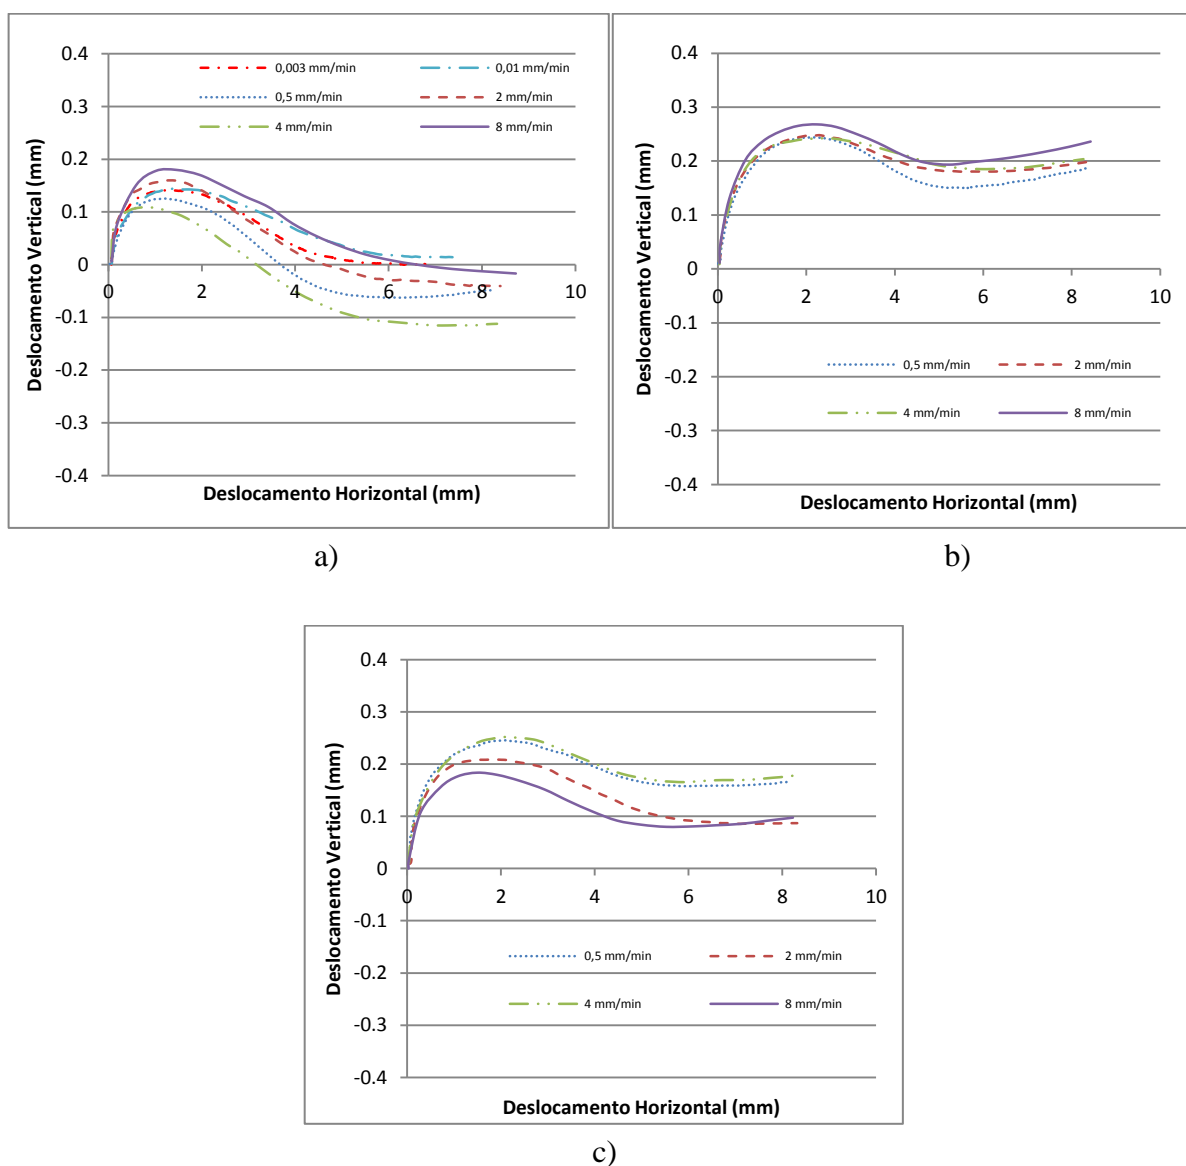 0.4
0.3
0.2
0.1
0
-0.1
-0.2
-0.3
-0.4
0 2 4 6 8 10
Deslocamento Vertical (mm)
Deslocamento Horizontal (mm)
0,003 mm/min 0,01 mm/min
0,5 mm/min 2 mm/min
4 mm/min 8 mm/min
a)
0.4
0.3
0.2
0.1
0
-0.1
-0.2
-0.3
-0.4
0 2 4 6 8 10
Deslocamento Vertical (mm)
0,5 mm/min 2 mm/min
4 mm/min 8 mm/min
Deslocamento Horizontal (mm)
b)
0.4
0.3
0.2
0.1
0
-0.1
-0.2
-0.3
-0.4
0 2 4 6 8 10
Deslocamento Vertical (mm)
0,5 mm/min 2 mm/min
4 mm/min 8 mm/min
Deslocamento Horizontal (mm)
c)